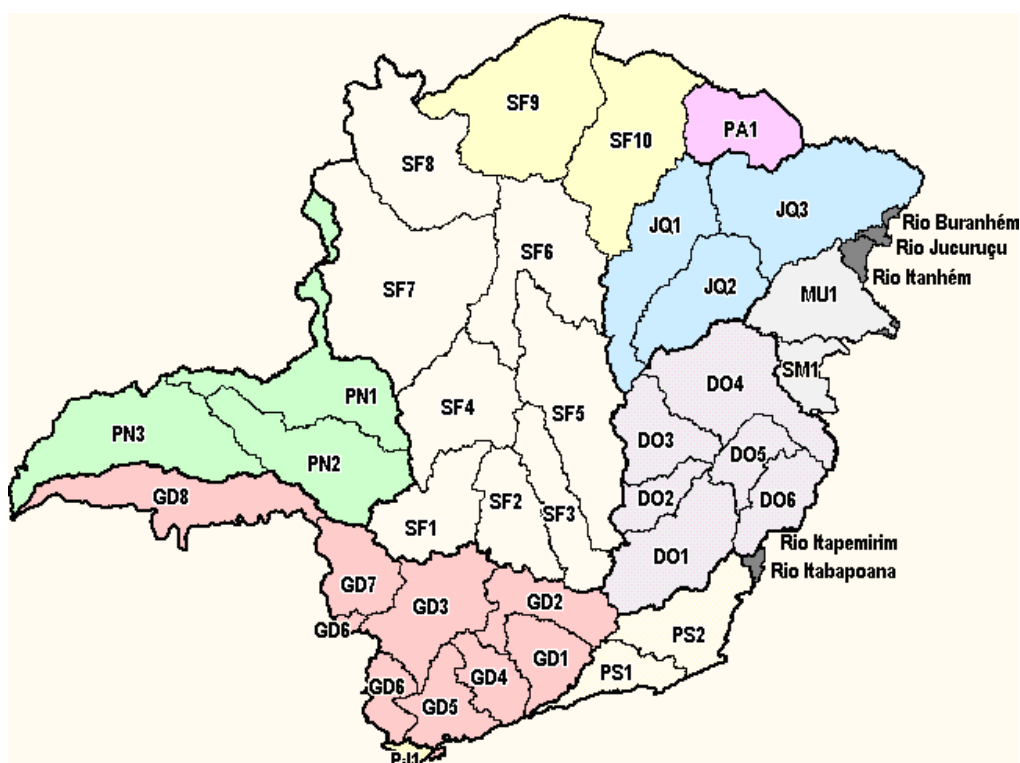 SF9
SF10
PA1
SF8
JQ3
JQ1
Rio Buranhém
SF6
Rio Jucuruçu
Rio Itanhém
SF7
JQ2
MU1
SM1
DO4
PN1
SF4
SF5
PN3
DO3
DO5
PN2
GD8
SF2
DO2
DO6
SF3
SF1
Rio Itapemirim
DO1
Rio Itabapoana
GD7
GD3
GD2
GD6
PS2
GD1
PS1
GD4
GD6
GD5
PJ1